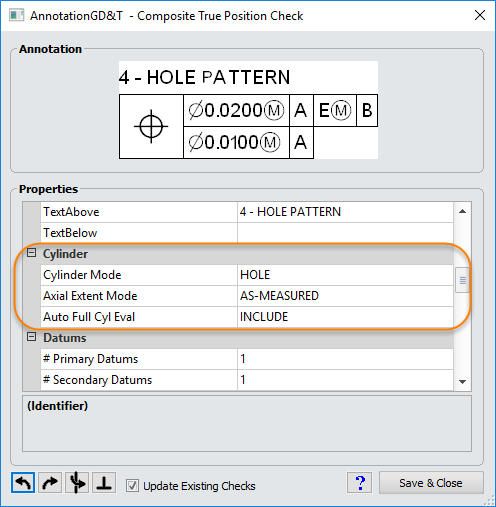 AnnotationGD&T - Composite True Position Check
Annotation
4 - HOLE PATTERN
⌖ ∅0.0200Ⓜ A EⓂ B
∅0.0100Ⓜ A
Properties
TextAbove 4 - HOLE PATTERN
TextBelow
Cylinder
Cylinder Mode HOLE
Axial Extent Mode AS-MEASURED
Auto Full Cyl Eval INCLUDE
Datums
# Primary Datums 1
# Secondary Datums 1
(Identifier)
Update Existing Checks
? Save & Close